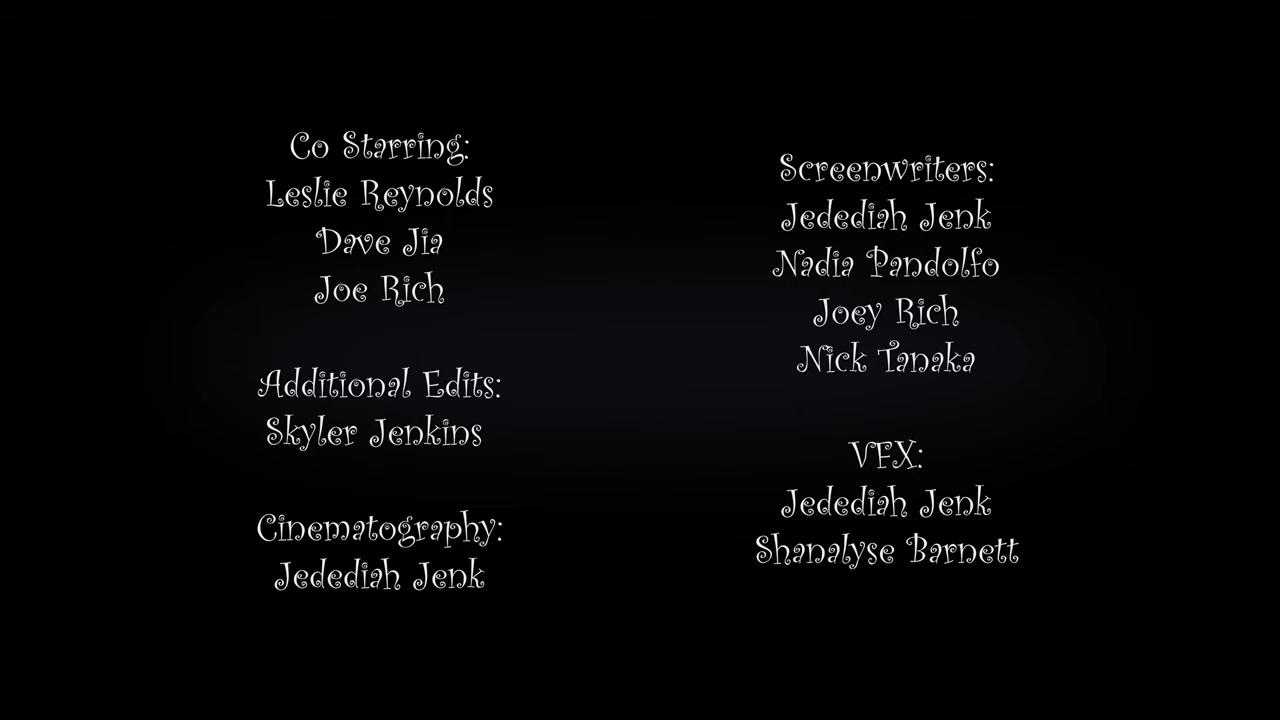 Co Starring:
Leslie Reynolds
Dave Jia
Joe Rich
Additional Edits:
Skyler Jenkins
Cinematography:
Jedediah Jenk
Screenwriters:
Jedediah Jenk
Nadia Pandolfo
Joey Rich
Nick Tanaka
VFX:
Jedediah Jenk
Shanalyse Barnett